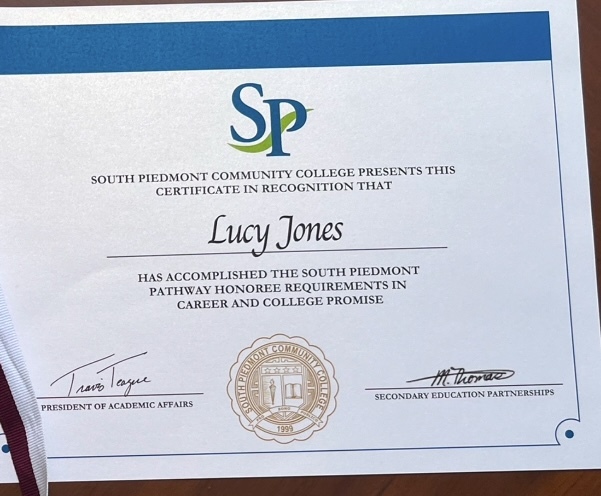 SP
SOUTH PIEDMONT COMMUNITY COLLEGE PRESENTS THIS
CERTIFICATE IN RECOGNITION THAT
Lucy Jones
HAS ACCOMPLISHED THE SOUTH PIEDMONT
PATHWAY HONOREE REQUIREMENTS IN
CAREER AND COLLEGE PROMISE
Travis Teague
PRESIDENT OF ACADEMIC AFFAIRS
SOUTH PIEDMONT COMMUNITY COLLEGE
1999
M. Thomas
SECONDARY EDUCATION PARTNERSHIPS